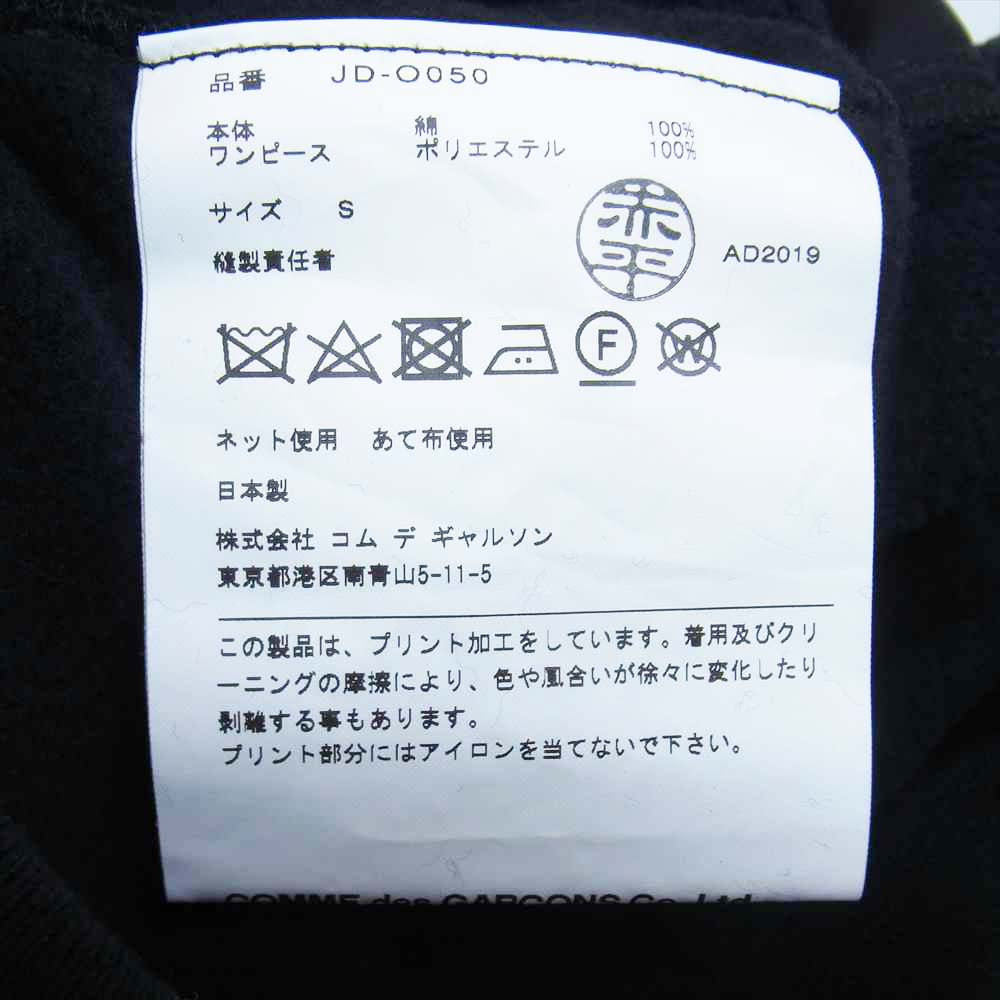 品番 JD-O050
本体 綿 100%
ワンピース ポリエステル 100%
サイズ S
縫製責任者 赤平 AD2019
F W
ネット使用 あて布使用
日本製
株式会社 コム デ ギャルソン
東京都港区南青山5-11-5
この製品は、プリント加工をしています。着用及びクリ
ーニングの摩擦により、色や風合いが徐々に変化したり
剥離する事もあります。
プリント部分にはアイロンを当てないで下さい。
COMME des GARCONS Co., Ltd.